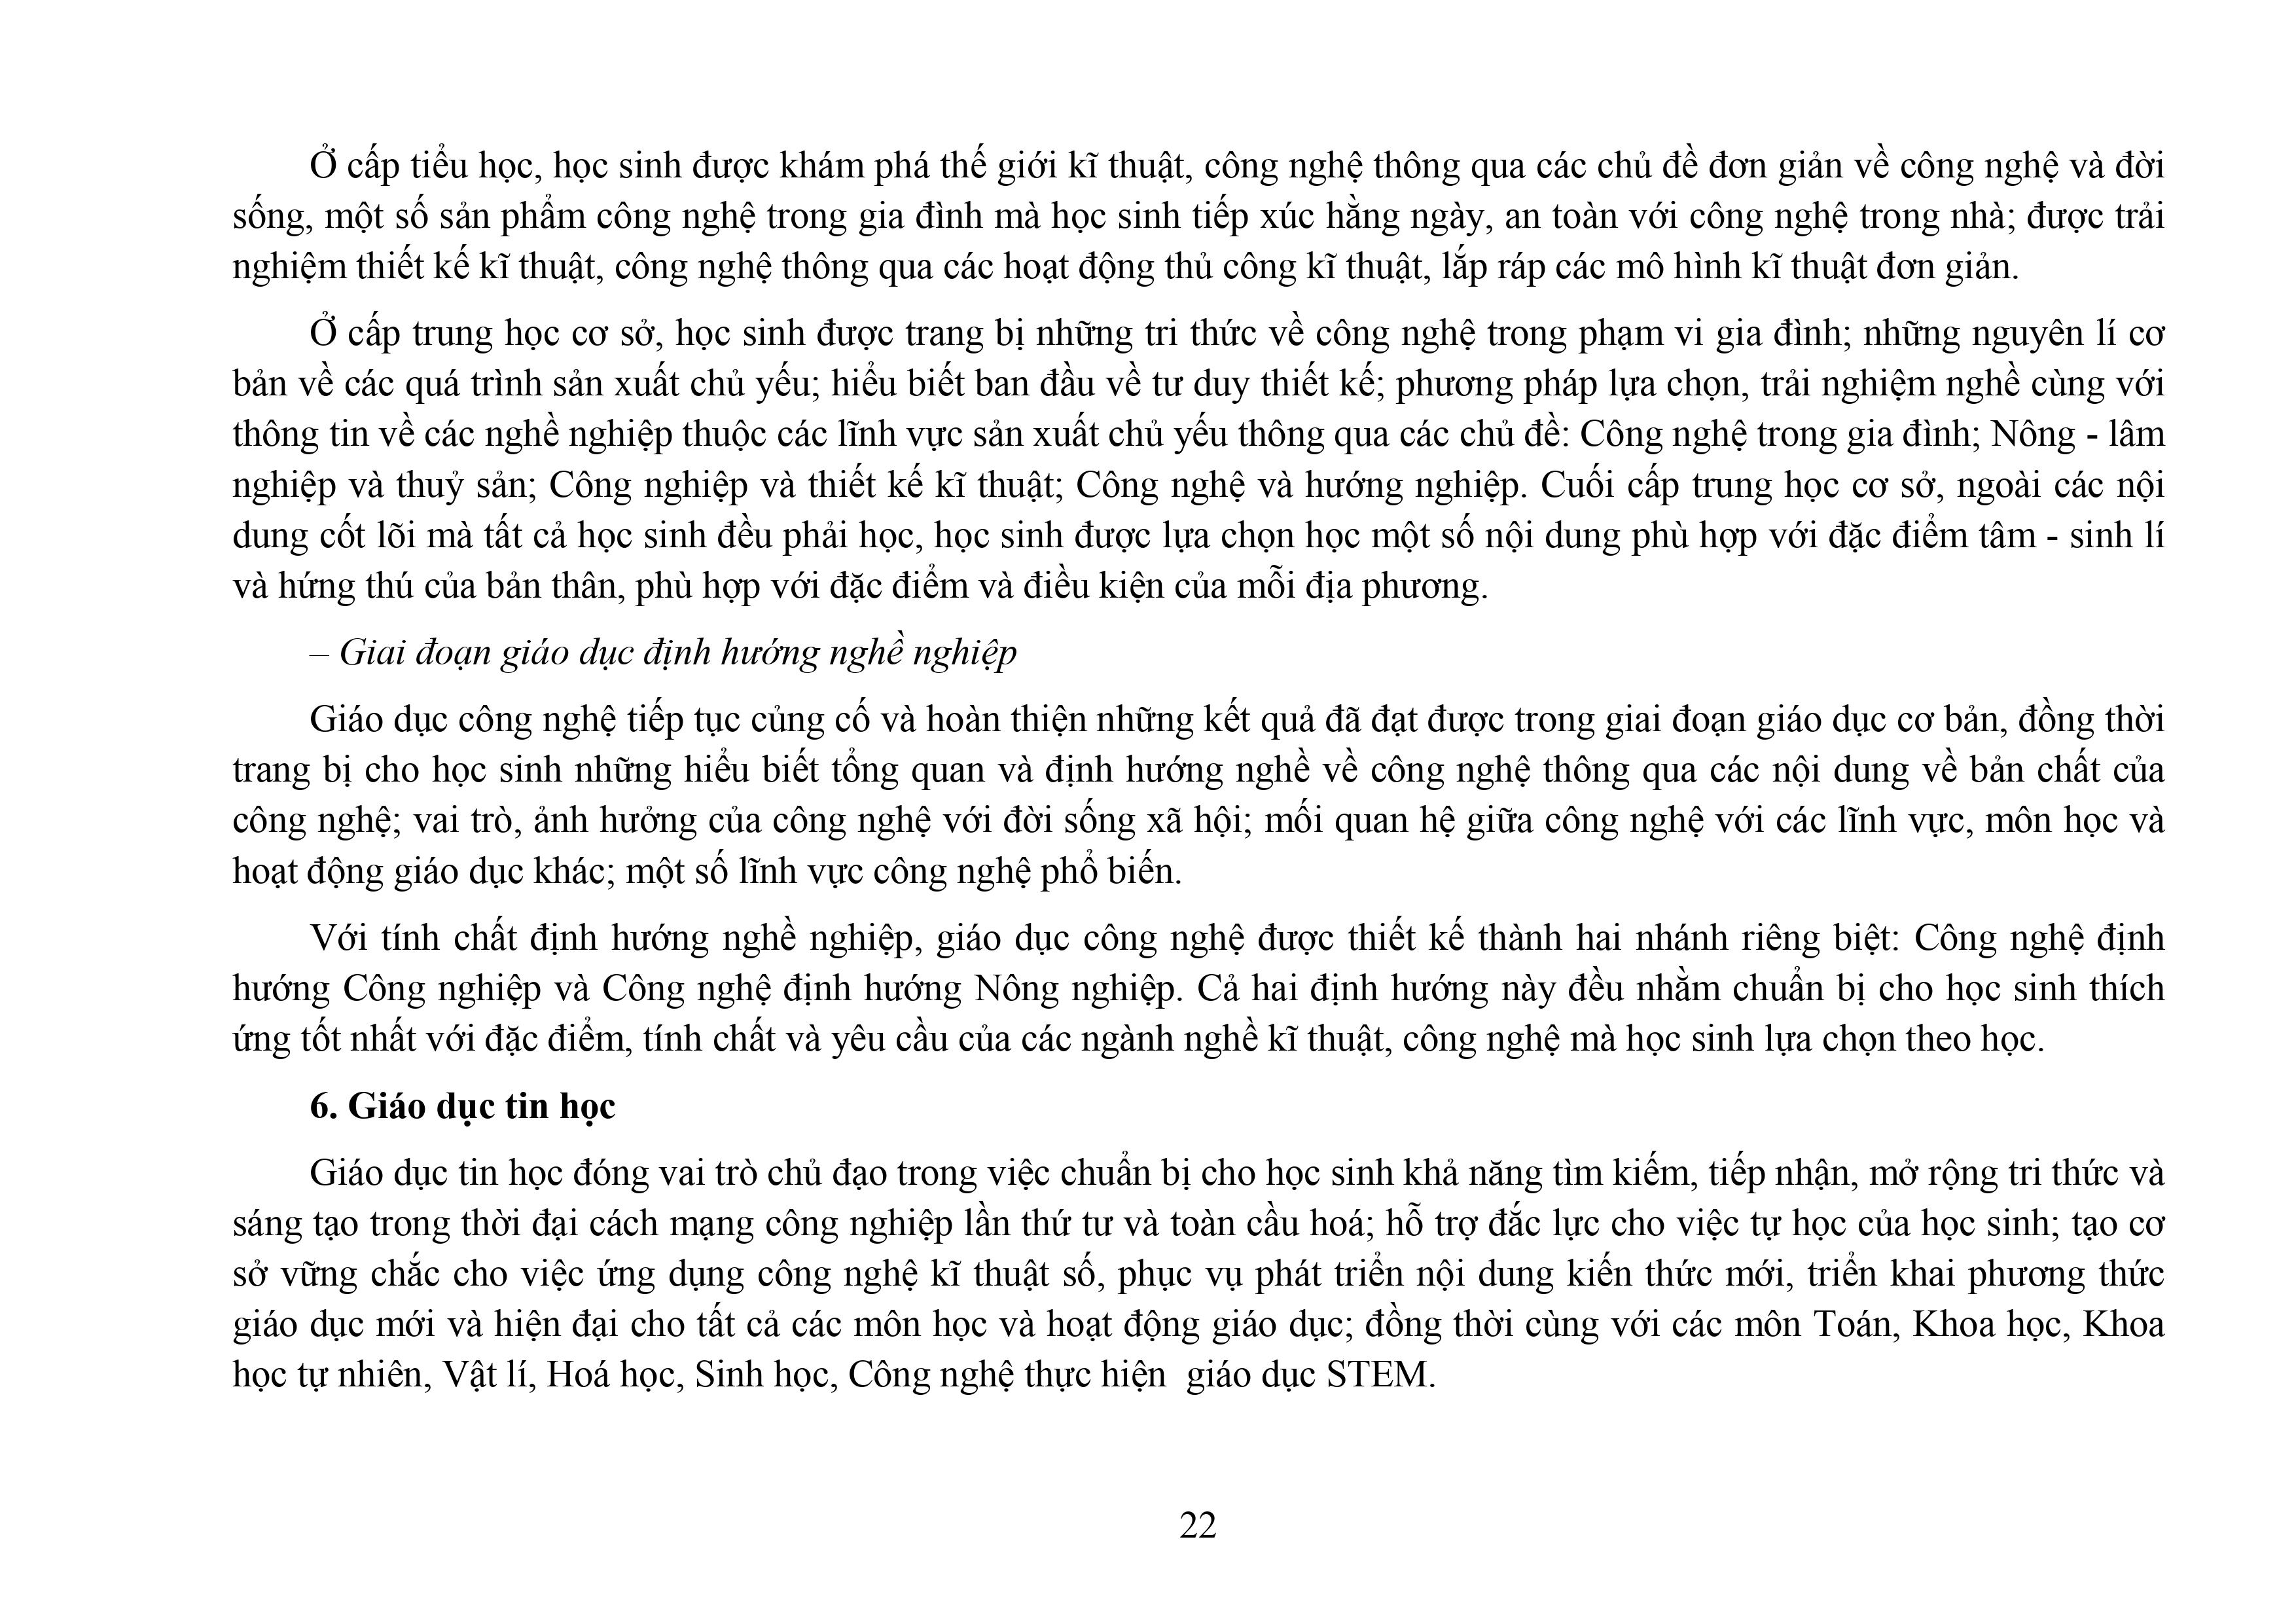 Ở cấp tiểu học, học sinh được khám phá thế giới kĩ thuật, công nghệ thông qua các chủ đề đơn giản về công nghệ và đời
sống, một số sản phẩm công nghệ trong gia đình mà học sinh tiếp xúc hằng ngày, an toàn với công nghệ trong nhà; được trải
nghiệm thiết kế kĩ thuật, công nghệ thông qua các hoạt động thủ công kĩ thuật, lắp ráp các mô hình kĩ thuật đơn giản.
Ở cấp trung học cơ sở, học sinh được trang bị những tri thức về công nghệ trong phạm vi gia đình; những nguyên lí cơ
bản về các quá trình sản xuất chủ yếu; hiểu biết ban đầu về tư duy thiết kế; phương pháp lựa chọn, trải nghiệm nghề cùng với
thông tin về các nghề nghiệp thuộc các lĩnh vực sản xuất chủ yếu thông qua các chủ đề: Công nghệ trong gia đình; Nông - lâm
nghiệp và thuỷ sản; Công nghiệp và thiết kế kĩ thuật; Công nghệ và hướng nghiệp. Cuối cấp trung học cơ sở, ngoài các nội
dung cốt lõi mà tất cả học sinh đều phải học, học sinh được lựa chọn học một số nội dung phù hợp với đặc điểm tâm - sinh lí
và hứng thú của bản thân, phù hợp với đặc điểm và điều kiện của mỗi địa phương.
– Giai đoạn giáo dục định hướng nghề nghiệp
Giáo dục công nghệ tiếp tục củng cố và hoàn thiện những kết quả đã đạt được trong giai đoạn giáo dục cơ bản, đồng thời
trang bị cho học sinh những hiểu biết tổng quan và định hướng nghề về công nghệ thông qua các nội dung về bản chất của
công nghệ; vai trò, ảnh hưởng của công nghệ với đời sống xã hội; mối quan hệ giữa công nghệ với các lĩnh vực, môn học và
hoạt động giáo dục khác; một số lĩnh vực công nghệ phổ biến.
Với tính chất định hướng nghề nghiệp, giáo dục công nghệ được thiết kế thành hai nhánh riêng biệt: Công nghệ định
hướng Công nghiệp và Công nghệ định hướng Nông nghiệp. Cả hai định hướng này đều nhằm chuẩn bị cho học sinh thích
ứng tốt nhất với đặc điểm, tính chất và yêu cầu của các ngành nghề kĩ thuật, công nghệ mà học sinh lựa chọn theo học.
6. Giáo dục tin học
Giáo dục tin học đóng vai trò chủ đạo trong việc chuẩn bị cho học sinh khả năng tìm kiếm, tiếp nhận, mở rộng tri thức và
sáng tạo trong thời đại cách mạng công nghiệp lần thứ tư và toàn cầu hoá; hỗ trợ đắc lực cho việc tự học của học sinh; tạo cơ
sở vững chắc cho việc ứng dụng công nghệ kĩ thuật số, phục vụ phát triển nội dung kiến thức mới, triển khai phương thức
giáo dục mới và hiện đại cho tất cả các môn học và hoạt động giáo dục; đồng thời cùng với các môn Toán, Khoa học, Khoa
học tự nhiên, Vật lí, Hoá học, Sinh học, Công nghệ thực hiện  giáo dục STEM.
22